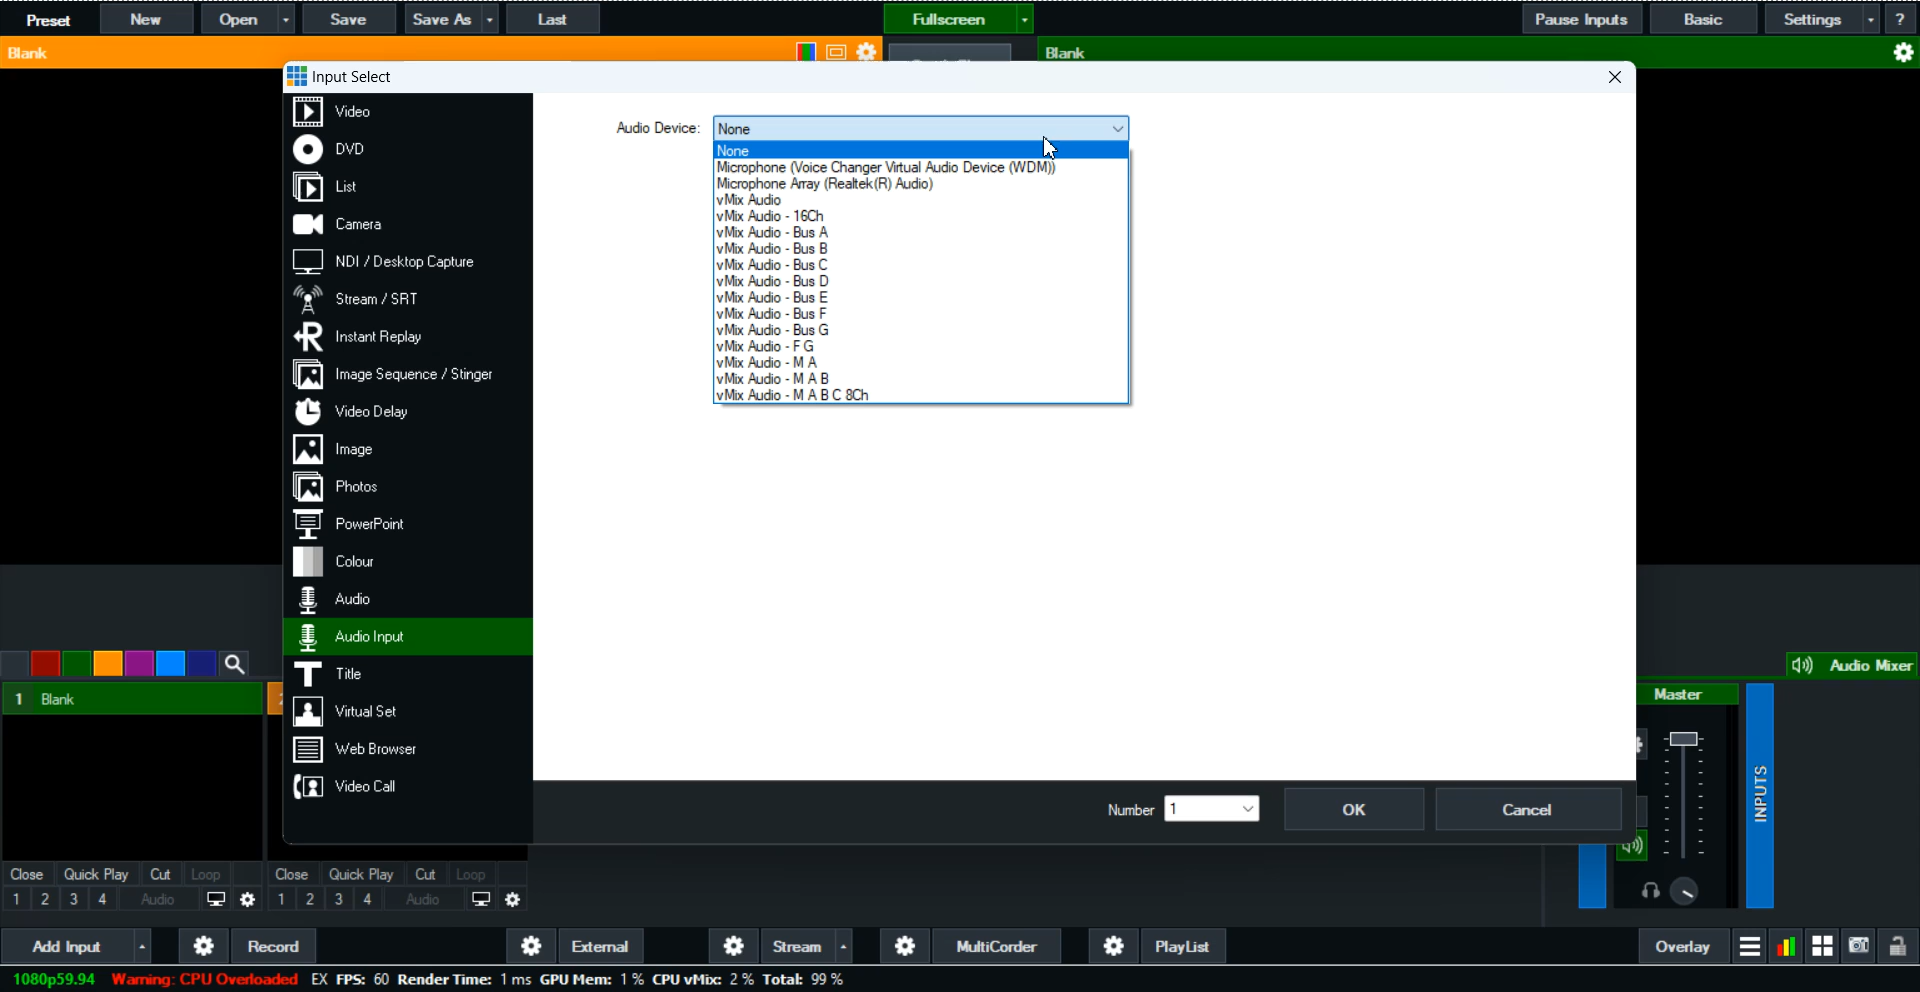 Preset New Open Save Save As Last Fullscreen Pause Inputs Basic Settings ?
Blank Blank
Input Select
Video
DVD
List
Camera
NDI / Desktop Capture
Stream / SRT
Instant Replay
Image Sequence / Stinger
Video Delay
Image
Photos
PowerPoint
Colour
Audio
Audio Input
Title
Virtual Set
Web Browser
Video Call
Audio Device: None
None
Microphone (Voice Changer Virtual Audio Device (WDM))
Microphone Array (Realtek(R) Audio)
vMix Audio
vMix Audio - 16Ch
vMix Audio - Bus A
vMix Audio - Bus B
vMix Audio - Bus C
vMix Audio - Bus D
vMix Audio - Bus E
vMix Audio - Bus F
vMix Audio - Bus G
vMix Audio - F G
vMix Audio - M A
vMix Audio - M A B
vMix Audio - M A B C 8Ch
Number 1 OK Cancel
Audio Mixer
1 Blank
Master
INPUTS
Close Quick Play Cut Loop Close Quick Play Cut Loop
1 2 3 4 Audio 1 2 3 4 Audio
Add Input Record External Stream MultiCorder PlayList Overlay
1080p59.94 Warning: CPU Overloaded EX FPS: 60 Render Time: 1 ms GPU Mem: 1 % CPU vMix: 2 % Total: 99 %